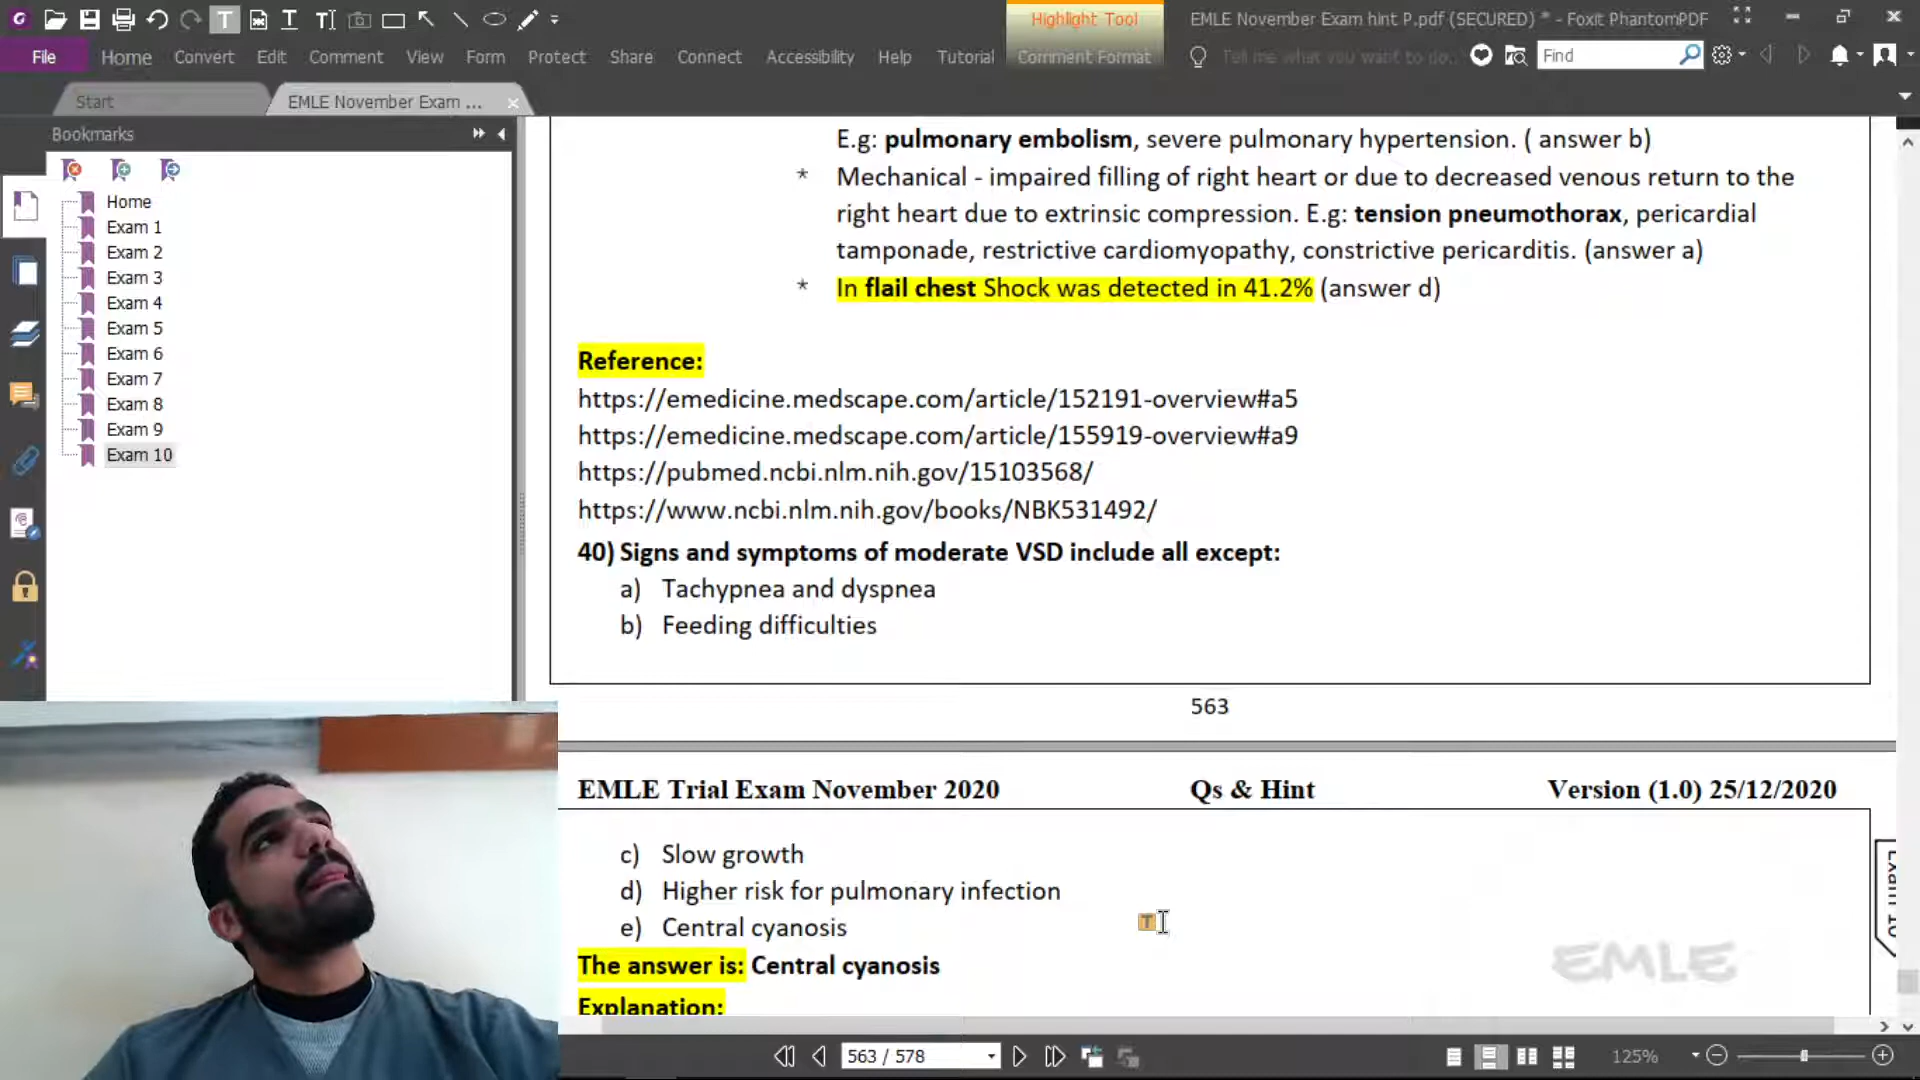 Highlight Tool
EMLE November Exam hint P.pdf (SECURED) * - Foxit PhantomPDF
File Home Convert Edit Comment View Form Protect Share Connect Accessibility Help Tutorial Comment Format Tell me what you want to do.. Find
Start EMLE November Exam ...
Bookmarks
Home
Exam 1
Exam 2
Exam 3
Exam 4
Exam 5
Exam 6
Exam 7
Exam 8
Exam 9
Exam 10
E.g: pulmonary embolism, severe pulmonary hypertension. ( answer b)
* Mechanical - impaired filling of right heart or due to decreased venous return to the
right heart due to extrinsic compression. E.g: tension pneumothorax, pericardial
tamponade, restrictive cardiomyopathy, constrictive pericarditis. (answer a)
* In flail chest Shock was detected in 41.2% (answer d)
Reference:
https://emedicine.medscape.com/article/152191-overview#a5
https://emedicine.medscape.com/article/155919-overview#a9
https://pubmed.ncbi.nlm.nih.gov/15103568/
https://www.ncbi.nlm.nih.gov/books/NBK531492/
40) Signs and symptoms of moderate VSD include all except:
a) Tachypnea and dyspnea
b) Feeding difficulties
563
EMLE Trial Exam November 2020 Qs & Hint Version (1.0) 25/12/2020
c) Slow growth
d) Higher risk for pulmonary infection
e) Central cyanosis
The answer is: Central cyanosis
Explanation:
Exam 10
EMLE
563 / 578
125%